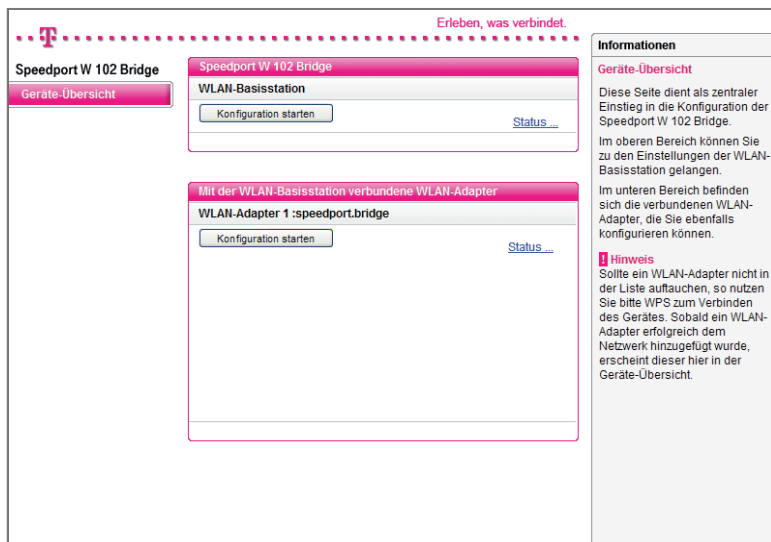 Erleben, was verbindet.
T
Speedport W 102 Bridge
Geräte-Übersicht
Speedport W 102 Bridge
WLAN-Basisstation
Konfiguration starten
Status ...
Mit der WLAN-Basisstation verbundene WLAN-Adapter
WLAN-Adapter 1 :speedport.bridge
Konfiguration starten
Status ...
Informationen
Geräte-Übersicht
Diese Seite dient als zentraler
Einstieg in die Konfiguration der
Speedport W 102 Bridge.
Im oberen Bereich können Sie
zu den Einstellungen der WLAN-
Basisstation gelangen.
Im unteren Bereich befinden
sich die verbundenen WLAN-
Adapter, die Sie ebenfalls
konfigurieren können.
! Hinweis
Sollte ein WLAN-Adapter nicht in
der Liste auftauchen, so nutzen
Sie bitte WPS zum Verbinden
des Gerätes. Sobald ein WLAN-
Adapter erfolgreich dem
Netzwerk hinzugefügt wurde,
erscheint dieser hier in der
Geräte-Übersicht.